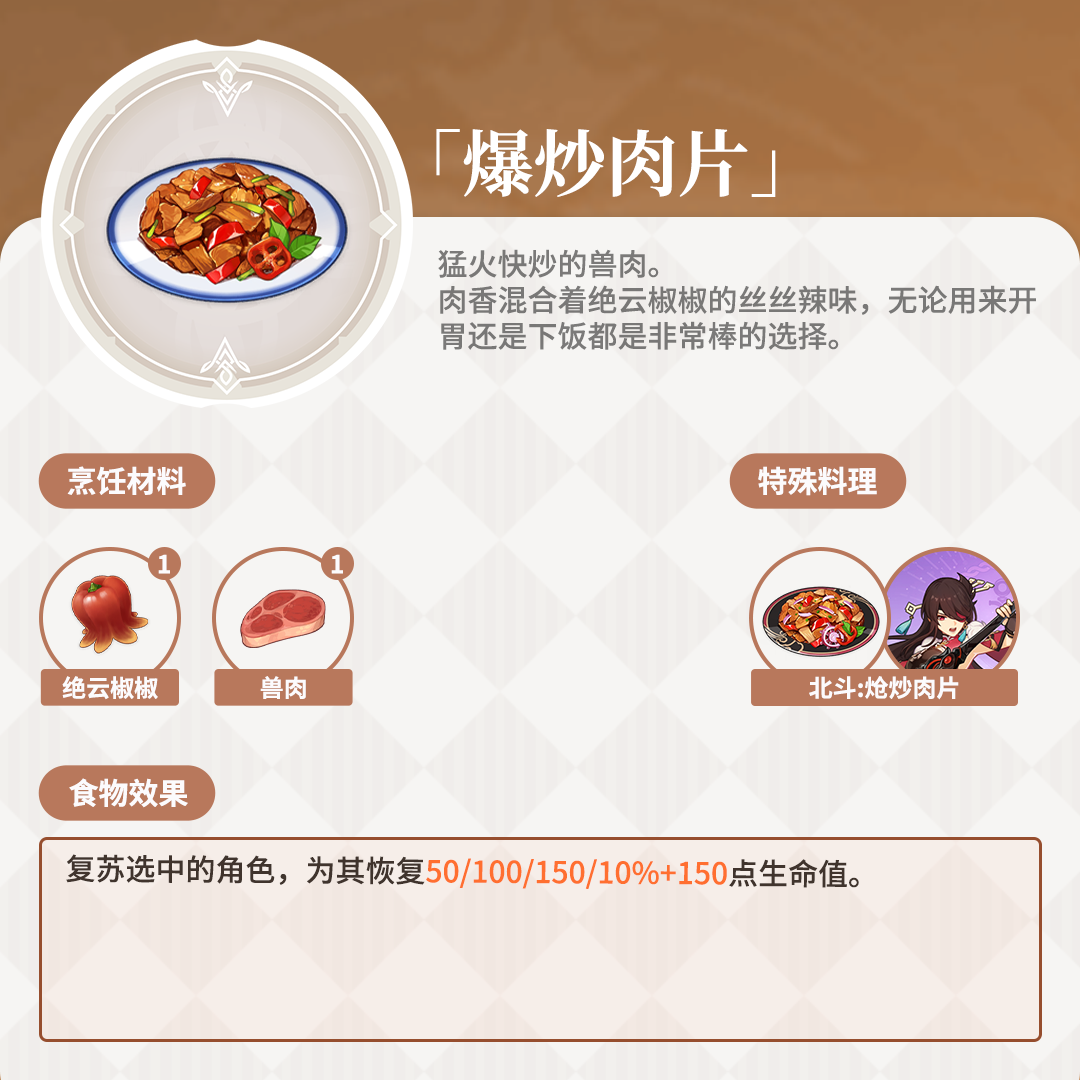 「爆炒肉片」
猛火快炒的兽肉。
肉香混合着绝云椒椒的丝丝辣味，无论用来开
胃还是下饭都是非常棒的选择。
烹饪材料
特殊料理
1
1
绝云椒椒
兽肉
北斗:炝炒肉片
食物效果
复苏选中的角色，为其恢复50/100/150/10%+150点生命值。